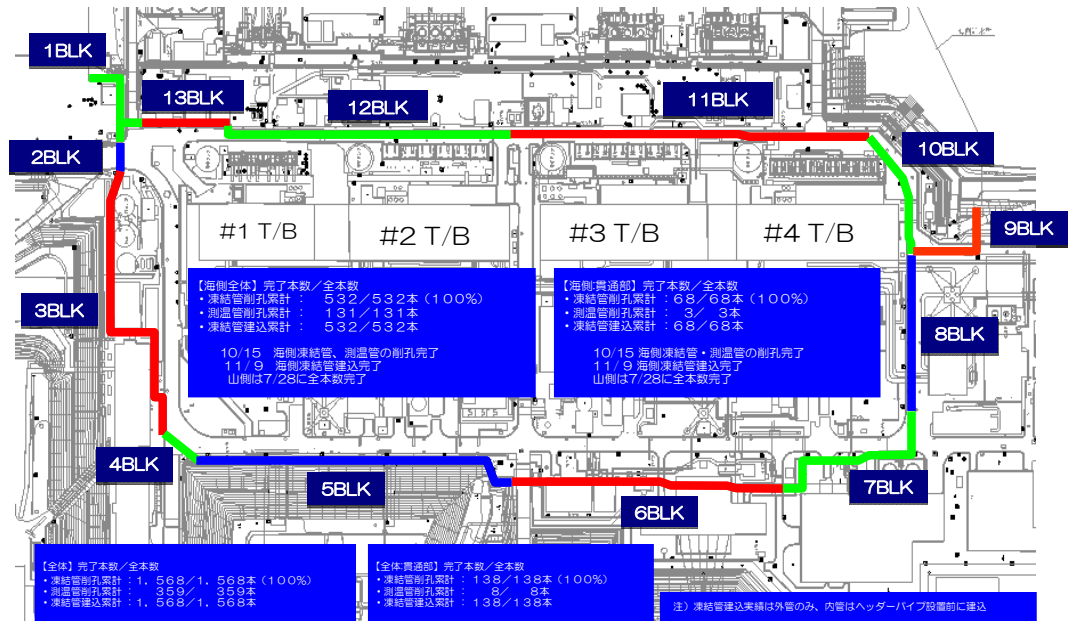 1BLK
13BLK
12BLK
11BLK
2BLK
10BLK
#1 T/B
#2 T/B
#3 T/B
#4 T/B
9BLK
3BLK
8BLK
【海側全体】完了本数／全本数
・凍結管削孔累計： 532／532本（100％）
・測温管削孔累計： 131／131本
・凍結管建込累計： 532／532本
10/15 海側凍結管、測温管の削孔完了
11/9 海側凍結管建込完了
山側は7/28に全本数完了
【海側:貫通部】完了本数／全本数
・凍結管削孔累計：68／68本（100％）
・測温管削孔累計： 3／ 3本
・凍結管建込累計：68／68本
10/15 海側凍結管・測温管の削孔完了
11/9 海側凍結管建込完了
山側は7/28に全本数完了
4BLK
5BLK
6BLK
7BLK
【全体】完了本数／全本数
・凍結管削孔累計：1，568／1，568本（100％）
・測温管削孔累計： 359／ 359本
・凍結管建込累計：1，568／1，568本
【全体:貫通部】完了本数／全本数
・凍結管削孔累計：138／138本（100％）
・測温管削孔累計： 8／ 8本
・凍結管建込累計：138／138本
注）凍結管建込実績は外管のみ、内管はヘッダーパイプ設置前に建込